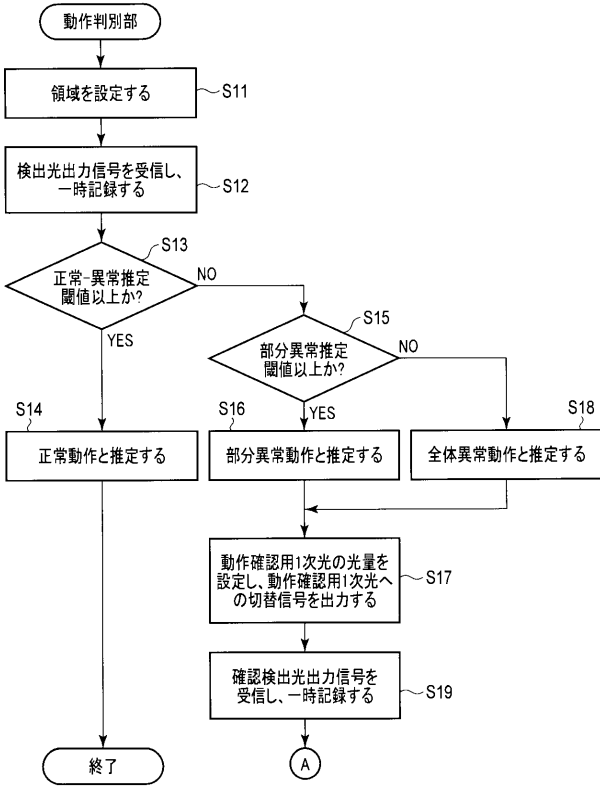 動作判別部
領域を設定する
S11
検出光出力信号を受信し、
一時記録する
S12
S13
正常-異常推定
閾値以上か?
NO
YES
S15
部分異常推定
閾値以上か?
NO
YES
S14
正常動作と推定する
S16
部分異常動作と推定する
S18
全体異常動作と推定する
動作確認用1次光の光量を
設定し、動作確認用1次光へ
の切替信号を出力する
S17
確認検出光出力信号を
受信し、一時記録する
S19
終了
A